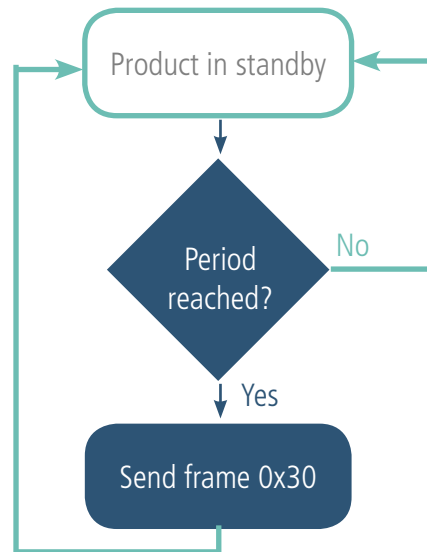 Product in standby
Period
reached?
No
Yes
Send frame 0x30